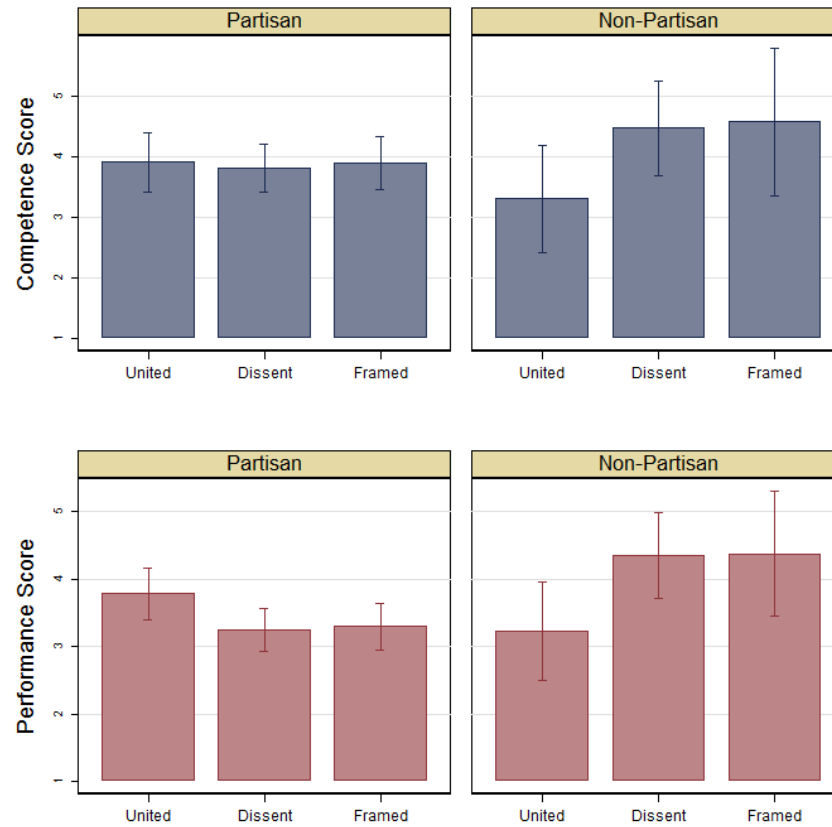 Partisan Non-Partisan
Competence Score
5
4
3
2
1
United Dissent Framed United Dissent Framed
Partisan Non-Partisan
Performance Score
5
4
3
2
1
United Dissent Framed United Dissent Framed